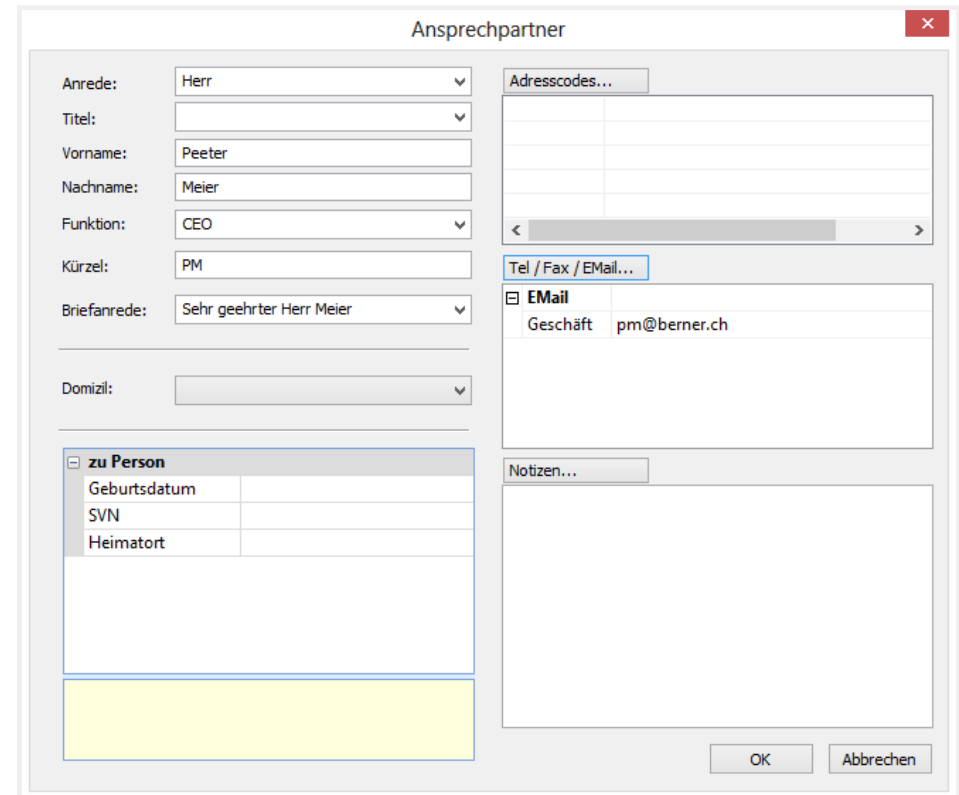 Ansprechpartner
Anrede: Herr
Titel:
Vorname: Peeter
Nachname: Meier
Funktion: CEO
Kürzel: PM
Briefanrede: Sehr geehrter Herr Meier
Domizil:
zu Person
Geburtsdatum
SVN
Heimatort
Adresscodes...
Tel / Fax / EMail...
EMail
Geschäft pm@berner.ch
Notizen...
OK Abbrechen